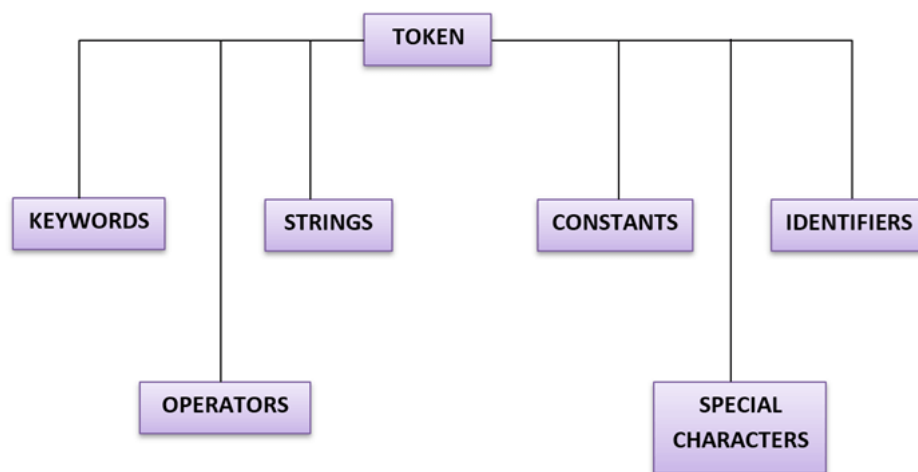 TOKEN
KEYWORDS
STRINGS
CONSTANTS
IDENTIFIERS
OPERATORS
SPECIAL
CHARACTERS